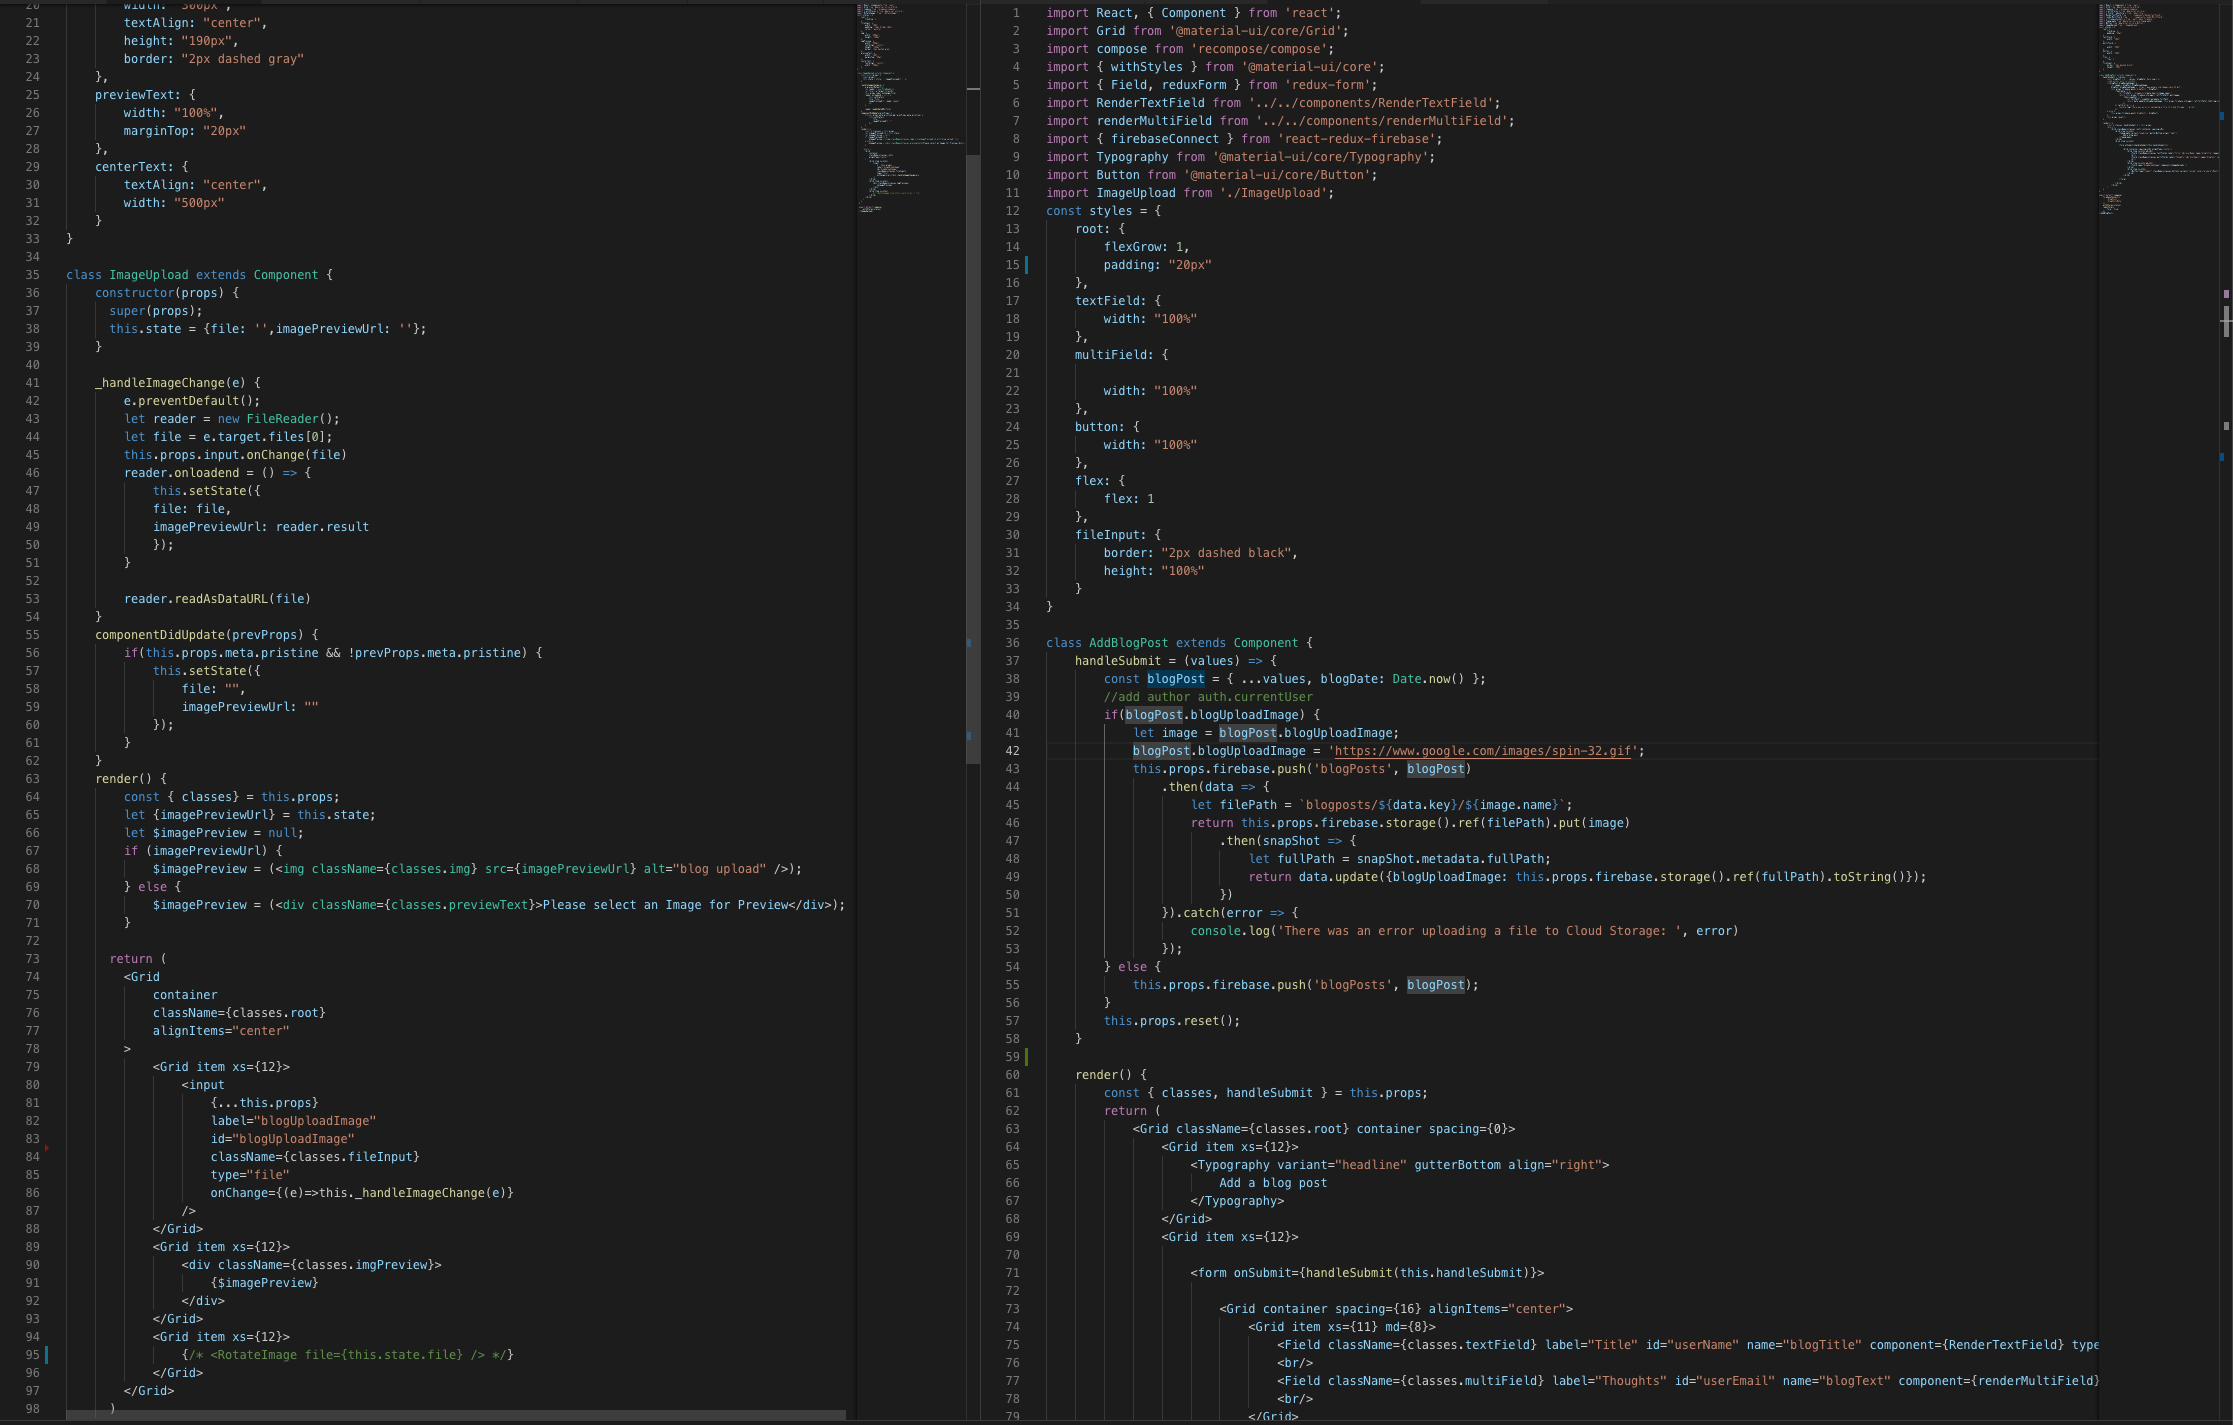 20 width: "300px",
21 textAlign: "center",
22 height: "190px",
23 border: "2px dashed gray"
24 },
25 previewText: {
26 width: "100%",
27 marginTop: "20px"
28 },
29 centerText: {
30 textAlign: "center",
31 width: "500px"
32 }
33 }
34
35 class ImageUpload extends Component {
36 constructor(props) {
37 super(props);
38 this.state = {file: '',imagePreviewUrl: ''};
39 }
40
41 _handleImageChange(e) {
42 e.preventDefault();
43 let reader = new FileReader();
44 let file = e.target.files[0];
45 this.props.input.onChange(file)
46 reader.onloadend = () => {
47 this.setState({
48 file: file,
49 imagePreviewUrl: reader.result
50 });
51 }
52
53 reader.readAsDataURL(file)
54 }
55 componentDidUpdate(prevProps) {
56 if(this.props.meta.pristine && !prevProps.meta.pristine) {
57 this.setState({
58 file: "",
59 imagePreviewUrl: ""
60 });
61 }
62 }
63 render() {
64 const { classes} = this.props;
65 let {imagePreviewUrl} = this.state;
66 let $imagePreview = null;
67 if (imagePreviewUrl) {
68 $imagePreview = (<img className={classes.img} src={imagePreviewUrl} alt="blog upload" />);
69 } else {
70 $imagePreview = (<div className={classes.previewText}>Please select an Image for Preview</div>);
71 }
72
73 return (
74 <Grid
75 container
76 className={classes.root}
77 alignItems="center"
78 >
79 <Grid item xs={12}>
80 <input
81 {...this.props}
82 label="blogUploadImage"
83 id="blogUploadImage"
84 className={classes.fileInput}
85 type="file"
86 onChange={(e)=>this._handleImageChange(e)}
87 />
88 </Grid>
89 <Grid item xs={12}>
90 <div className={classes.imgPreview}>
91 {$imagePreview}
92 </div>
93 </Grid>
94 <Grid item xs={12}>
95 {/* <RotateImage file={this.state.file} /> */}
96 </Grid>
97 </Grid>
98 )
1 import React, { Component } from 'react';
2 import Grid from '@material-ui/core/Grid';
3 import compose from 'recompose/compose';
4 import { withStyles } from '@material-ui/core';
5 import { Field, reduxForm } from 'redux-form';
6 import RenderTextField from '../../components/RenderTextField';
7 import renderMultiField from '../../components/renderMultiField';
8 import { firebaseConnect } from 'react-redux-firebase';
9 import Typography from '@material-ui/core/Typography';
10 import Button from '@material-ui/core/Button';
11 import ImageUpload from './ImageUpload';
12 const styles = {
13 root: {
14 flexGrow: 1,
15 padding: "20px"
16 },
17 textField: {
18 width: "100%"
19 },
20 multiField: {
21
22 width: "100%"
23 },
24 button: {
25 width: "100%"
26 },
27 flex: {
28 flex: 1
29 },
30 fileInput: {
31 border: "2px dashed black",
32 height: "100%"
33 }
34 }
35
36 class AddBlogPost extends Component {
37 handleSubmit = (values) => {
38 const blogPost = { ...values, blogDate: Date.now() };
39 //add author auth.currentUser
40 if(blogPost.blogUploadImage) {
41 let image = blogPost.blogUploadImage;
42 blogPost.blogUploadImage = 'https://www.google.com/images/spin-32.gif';
43 this.props.firebase.push('blogPosts', blogPost)
44 .then(data => {
45 let filePath = `blogposts/${data.key}/${image.name}`;
46 return this.props.firebase.storage().ref(filePath).put(image)
47 .then(snapShot => {
48 let fullPath = snapShot.metadata.fullPath;
49 return data.update({blogUploadImage: this.props.firebase.storage().ref(fullPath).toString()});
50 })
51 }).catch(error => {
52 console.log('There was an error uploading a file to Cloud Storage: ', error)
53 });
54 } else {
55 this.props.firebase.push('blogPosts', blogPost);
56 }
57 this.props.reset();
58 }
59
60 render() {
61 const { classes, handleSubmit } = this.props;
62 return (
63 <Grid className={classes.root} container spacing={0}>
64 <Grid item xs={12}>
65 <Typography variant="headline" gutterBottom align="right">
66 Add a blog post
67 </Typography>
68 </Grid>
69 <Grid item xs={12}>
70
71 <form onSubmit={handleSubmit(this.handleSubmit)}>
72
73 <Grid container spacing={16} alignItems="center">
74 <Grid item xs={11} md={8}>
75 <Field className={classes.textField} label="Title" id="userName" name="blogTitle" component={RenderTextField} type
76 <br/>
77 <Field className={classes.multiField} label="Thoughts" id="userEmail" name="blogText" component={renderMultiField}
78 <br/>
79 </Grid>